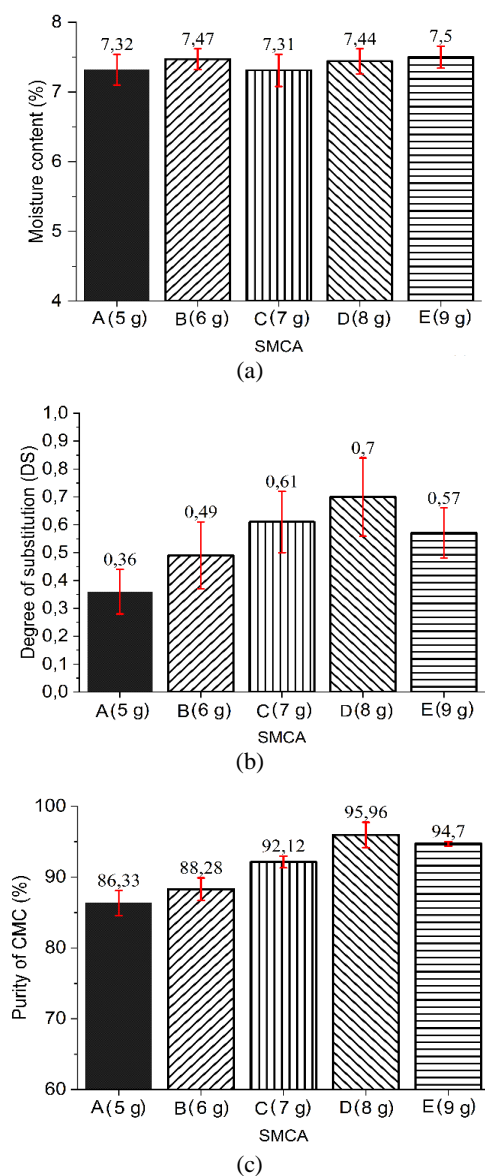 8
7
6
5
4
Moisture content (%)
7,32
7,47
7,31
7,44
7,5
A(5 g)
B(6 g)
C(7 g)
D(8 g)
E(9 g)
SMCA
(a)
1,0
0,9
0,8
0,7
0,6
0,5
0,4
0,3
0,2
0,1
0,0
Degree of substitution (DS)
0,36
0,49
0,61
0,7
0,57
A(5 g)
B(6 g)
C(7 g)
D(8 g)
E(9 g)
SMCA
(b)
100
90
80
70
60
Purity of CMC (%)
86,33
88,28
92,12
95,96
94,7
A(5 g)
B(6 g)
C(7 g)
D(8 g)
E(9 g)
SMCA
(c)